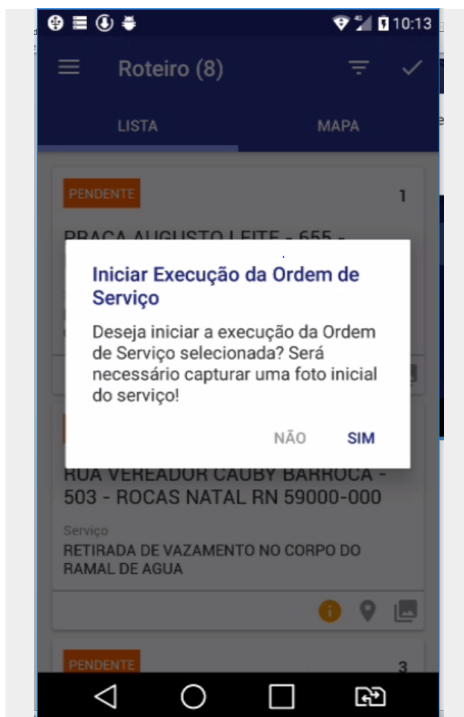 10:13
Roteiro (8)
LISTA
MAPA
PENDENTE
1
PRAÇA AUGUSTO LEITE - 655 -
Iniciar Execução da Ordem de
Serviço
Deseja iniciar a execução da Ordem
de Serviço selecionada? Será
necessário capturar uma foto inicial
do serviço!
NÃO
SIM
RUA VEREADOR CAUBY BARROCA -
503 - ROCAS NATAL RN 59000-000
Serviço
RETIRADA DE VAZAMENTO NO CORPO DO
RAMAL DE AGUA
PENDENTE
3